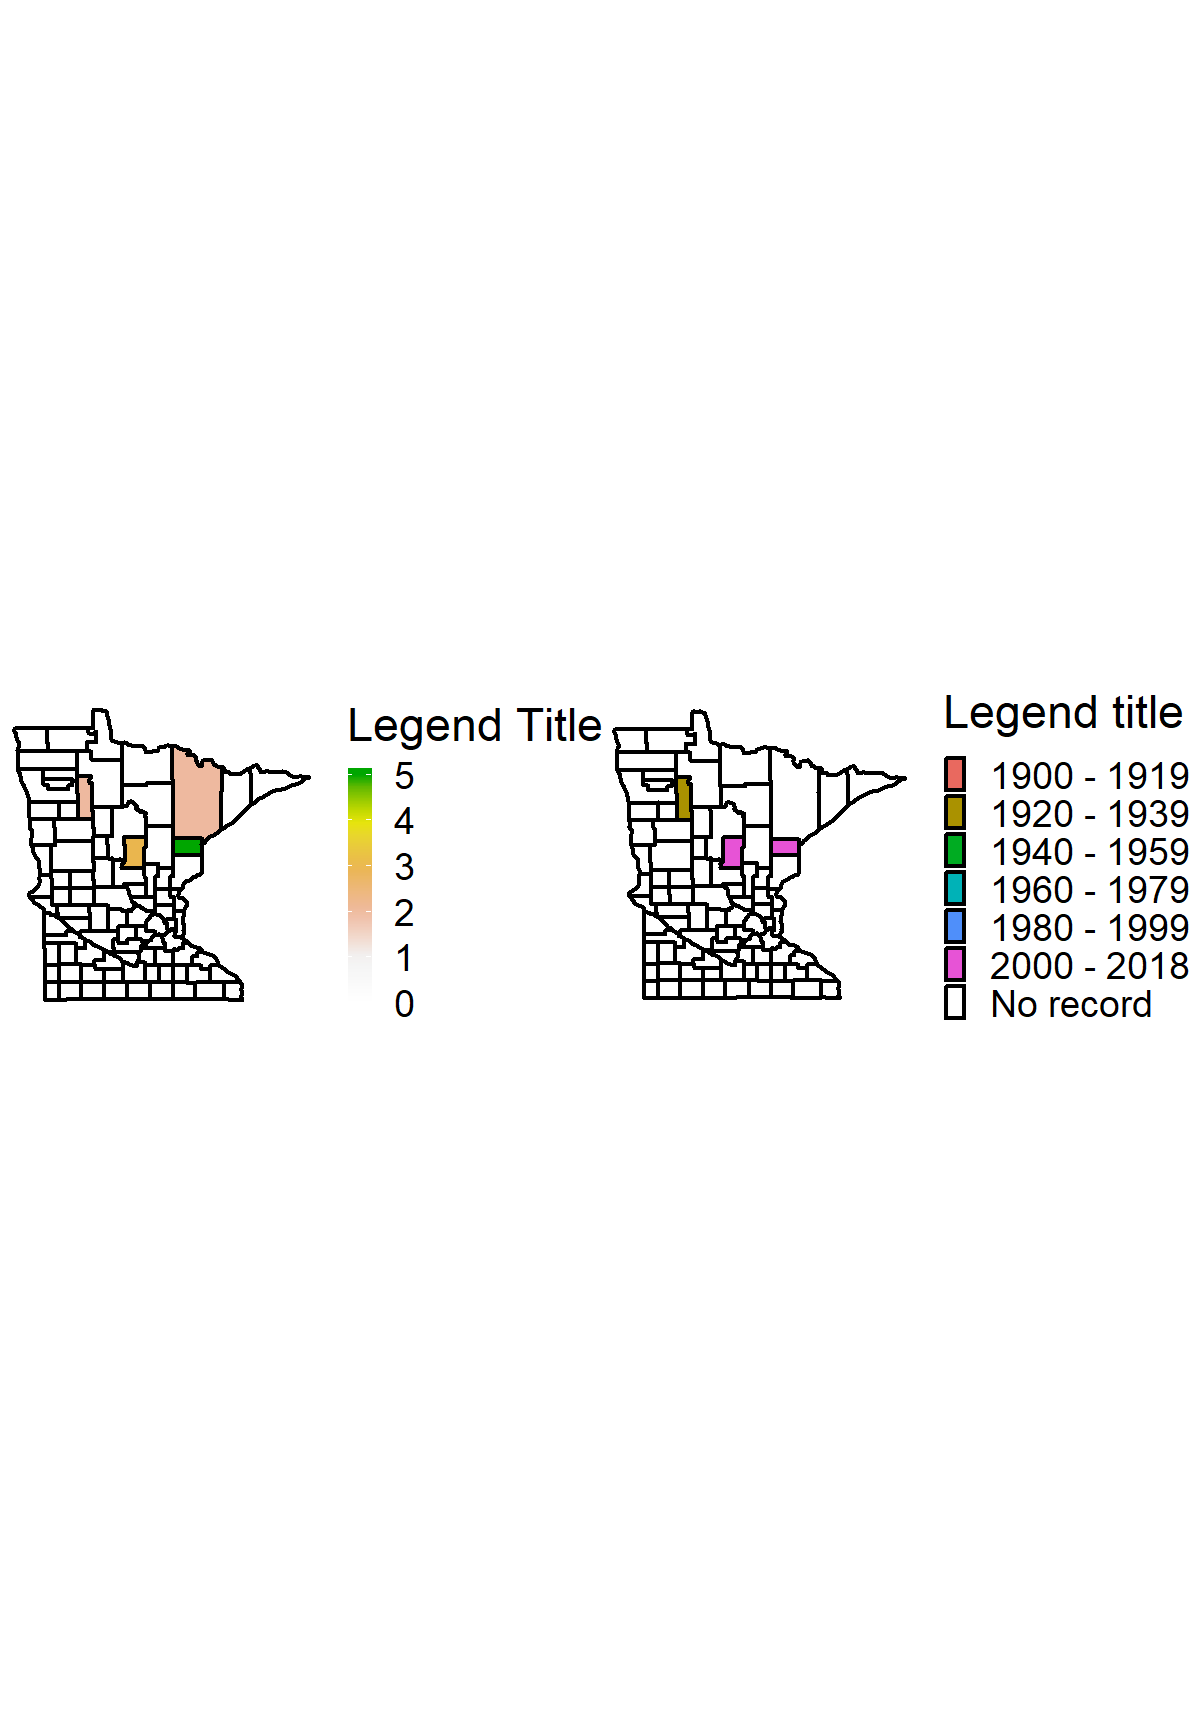 Legend Title
5
4
3
2
1
0
Legend title
1900 - 1919
1920 - 1939
1940 - 1959
1960 - 1979
1980 - 1999
2000 - 2018
No record